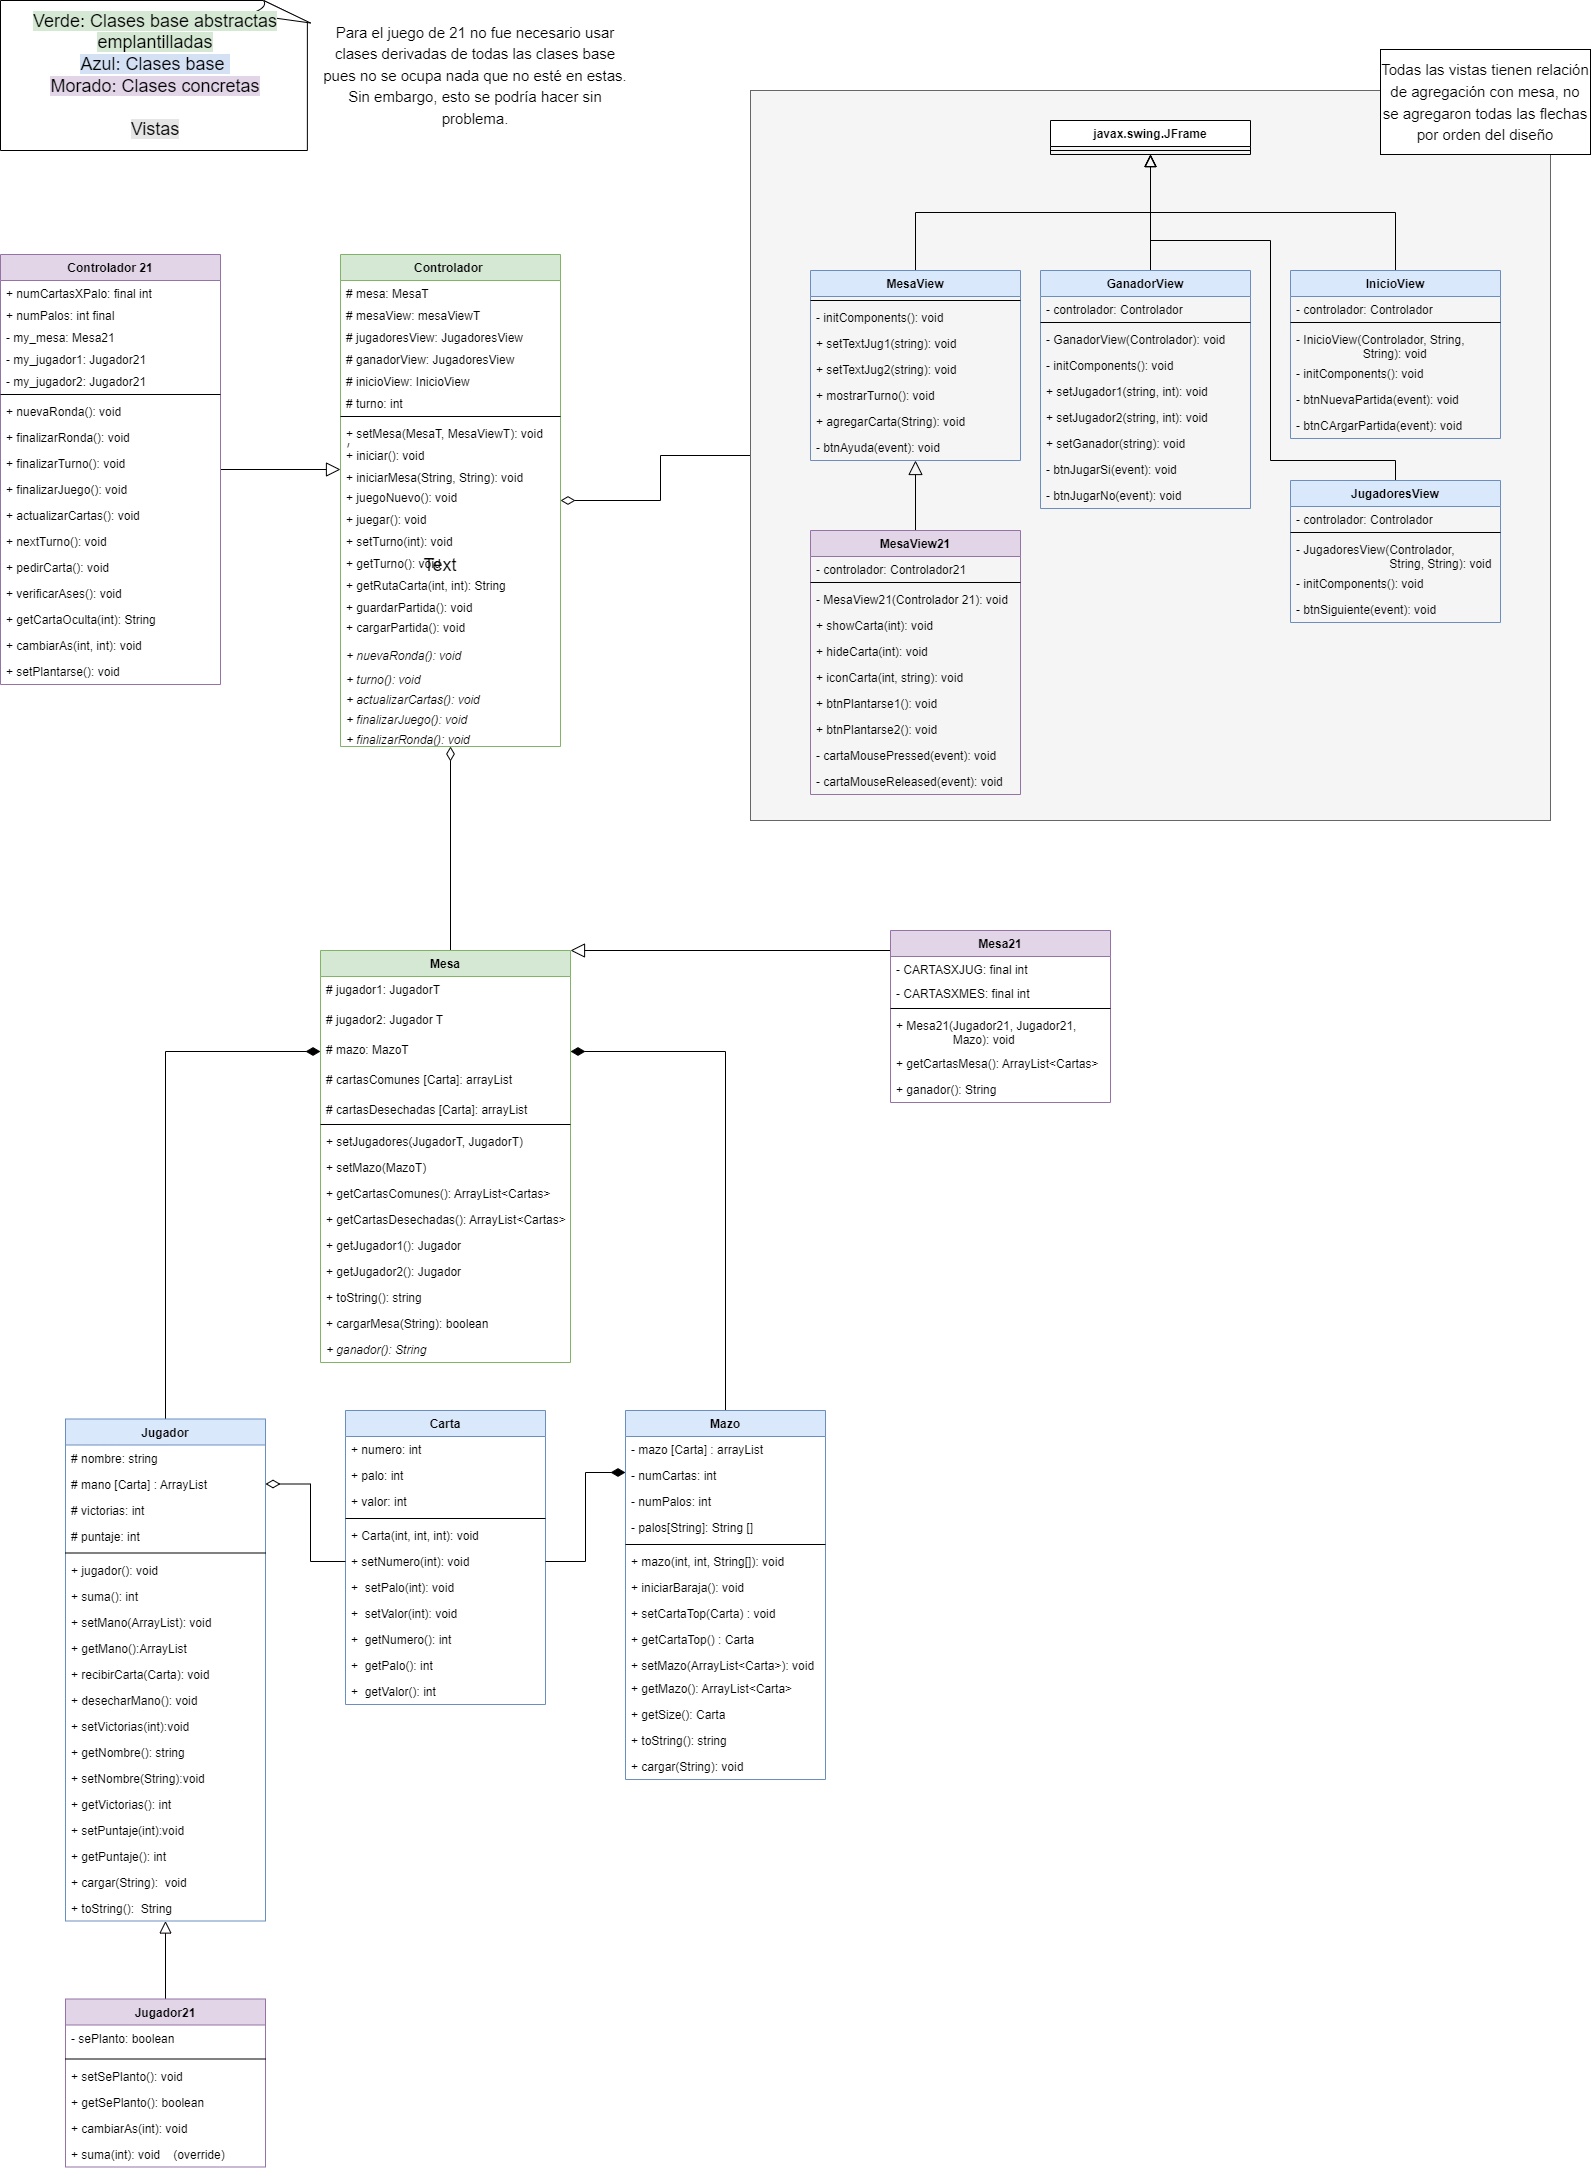 Verde: Clases base abstractas
emplantilladas
Azul: Clases base
Morado: Clases concretas
Vistas
Para el juego de 21 no fue necesario usar
clases derivadas de todas las clases base
pues no se ocupa nada que no esté en estas.
Sin embargo, esto se podría hacer sin
problema.
Todas las vistas tienen relación
de agregación con mesa, no
se agregaron todas las flechas
por orden del diseño
javax.swing.JFrame
Controlador 21
+ numCartasXPalo: final int
+ numPalos: int final
- my_mesa: Mesa21
- my_jugador1: Jugador21
- my_jugador2: Jugador21
+ nuevaRonda(): void
+ finalizarRonda(): void
+ finalizarTurno(): void
+ finalizarJuego(): void
+ actualizarCartas(): void
+ nextTurno(): void
+ pedirCarta(): void
+ verificarAses(): void
+ getCartaOculta(int): String
+ cambiarAs(int, int): void
+ setPlantarse(): void
Controlador
# mesa: MesaT
# mesaView: mesaViewT
# jugadoresView: JugadoresView
# ganadorView: JugadoresView
# inicioView: InicioView
# turno: int
+ setMesa(MesaT, MesaViewT): void
+ iniciar(): void
+ iniciarMesa(String, String): void
+ juegoNuevo(): void
+ juegar(): void
+ setTurno(int): void
+ getTurno(): void
Text
+ getRutaCarta(int, int): String
+ guardarPartida(): void
+ cargarPartida(): void
+ nuevaRonda(): void
+ turno(): void
+ actualizarCartas(): void
+ finalizarJuego(): void
+ finalizarRonda(): void
MesaView
- initComponents(): void
+ setTextJug1(string): void
+ setTextJug2(string): void
+ mostrarTurno(): void
+ agregarCarta(String): void
- btnAyuda(event): void
GanadorView
- controlador: Controlador
- GanadorView(Controlador): void
- initComponents(): void
+ setJugador1(string, int): void
+ setJugador2(string, int): void
+ setGanador(string): void
- btnJugarSi(event): void
- btnJugarNo(event): void
InicioView
- controlador: Controlador
- InicioView(Controlador, String,
String): void
- initComponents(): void
- btnNuevaPartida(event): void
- btnCArgarPartida(event): void
JugadoresView
- controlador: Controlador
- JugadoresView(Controlador,
String, String): void
- initComponents(): void
- btnSiguiente(event): void
MesaView21
- controlador: Controlador21
- MesaView21(Controlador 21): void
+ showCarta(int): void
+ hideCarta(int): void
+ iconCarta(int, string): void
+ btnPlantarse1(): void
+ btnPlantarse2(): void
- cartaMousePressed(event): void
- cartaMouseReleased(event): void
Mesa
# jugador1: JugadorT
# jugador2: Jugador T
# mazo: MazoT
# cartasComunes [Carta]: arrayList
# cartasDesechadas [Carta]: arrayList
+ setJugadores(JugadorT, JugadorT)
+ setMazo(MazoT)
+ getCartasComunes(): ArrayList<Cartas>
+ getCartasDesechadas(): ArrayList<Cartas>
+ getJugador1(): Jugador
+ getJugador2(): Jugador
+ toString(): string
+ cargarMesa(String): boolean
+ ganador(): String
Mesa21
- CARTASXJUG: final int
- CARTASXMES: final int
+ Mesa21(Jugador21, Jugador21,
Mazo): void
+ getCartasMesa(): ArrayList<Cartas>
+ ganador(): String
Jugador
# nombre: string
# mano [Carta] : ArrayList
# victorias: int
# puntaje: int
+ jugador(): void
+ suma(): int
+ setMano(ArrayList): void
+ getMano():ArrayList
+ recibirCarta(Carta): void
+ desecharMano(): void
+ setVictorias(int):void
+ getNombre(): string
+ setNombre(String):void
+ getVictorias(): int
+ setPuntaje(int):void
+ getPuntaje(): int
+ cargar(String): void
+ toString(): String
Carta
+ numero: int
+ palo: int
+ valor: int
+ Carta(int, int, int): void
+ setNumero(int): void
+ setPalo(int): void
+ setValor(int): void
+ getNumero(): int
+ getPalo(): int
+ getValor(): int
Mazo
- mazo [Carta] : arrayList
- numCartas: int
- numPalos: int
- palos[String]: String []
+ mazo(int, int, String[]): void
+ iniciarBaraja(): void
+ setCartaTop(Carta) : void
+ getCartaTop() : Carta
+ setMazo(ArrayList<Carta>): void
+ getMazo(): ArrayList<Carta>
+ getSize(): Carta
+ toString(): string
+ cargar(String): void
Jugador21
- sePlanto: boolean
+ setSePlanto(): void
+ getSePlanto(): boolean
+ cambiarAs(int): void
+ suma(int): void (override)